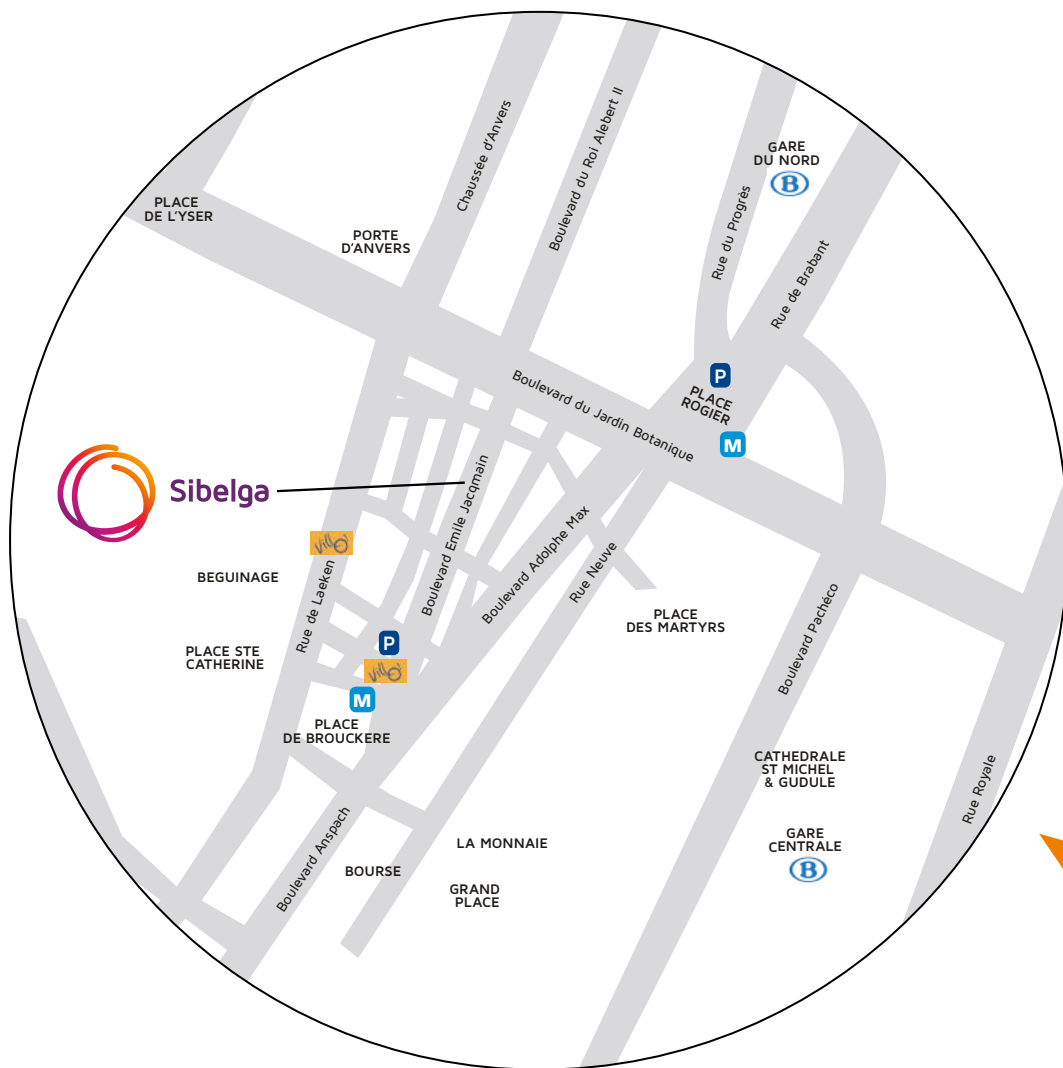 Chaussée d'Anvers
Boulevard du Roi Alebert II
GARE
DU NORD
B
PLACE
DE L'YSER
PORTE
D'ANVERS
Rue du Progrès
Rue de Brabant
P
PLACE
ROGIER
M
Boulevard du Jardin Botanique
Sibelga
Boulevard Emile Jacqmain
Boulevard Adolphe Max
Villo!
Rue de Laeken
Rue Neuve
BEGUINAGE
PLACE
DES MARTYRS
Boulevard Pachéco
PLACE STE
CATHERINE
P
Villo!
M
PLACE
DE BROUCKERE
CATHEDRALE
ST MICHEL
& GUDULE
Rue Royale
Boulevard Anspach
LA MONNAIE
GARE
CENTRALE
B
BOURSE
GRAND
PLACE